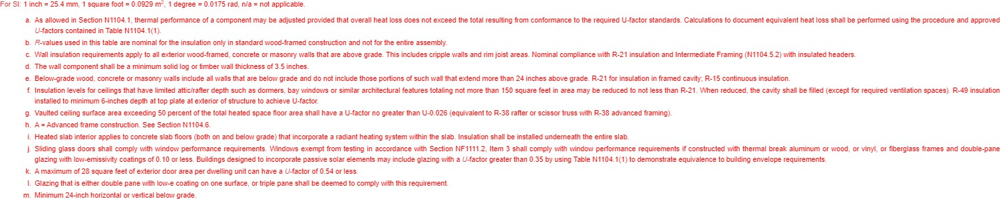 For SI: 1 inch = 25.4 mm, 1 square foot = 0.0929 m², 1 degree = 0.0175 rad, n/a = not applicable.
a. As allowed in Section N1104.1, thermal performance of a component may be adjusted provided that overall heat loss does not exceed the total resulting from conformance to the required U-factor standards. Calculations to document equivalent heat loss shall be performed using the procedure and approved
U-factors contained in Table N1104.1(1).
b. R-values used in this table are nominal for the insulation only in standard wood-framed construction and not for the entire assembly.
c. Wall insulation requirements apply to all exterior wood-framed, concrete or masonry walls that are above grade. This includes cripple walls and rim joist areas. Nominal compliance with R-21 insulation and Intermediate Framing (N1104.5.2) with insulated headers.
d. The wall component shall be a minimum solid log or timber wall thickness of 3.5 inches.
e. Below-grade wood, concrete or masonry walls include all walls that are below grade and do not include those portions of such wall that extend more than 24 inches above grade. R-21 for insulation in framed cavity; R-15 continuous insulation.
f. Insulation levels for ceilings that have limited attic/rafter depth such as dormers, bay windows or similar architectural features totaling not more than 150 square feet in area may be reduced to not less than R-21. When reduced, the cavity shall be filled (except for required ventilation spaces). R-49 insulation
installed to minimum 6-inches depth at top plate at exterior of structure to achieve U-factor.
g. Vaulted ceiling surface area exceeding 50 percent of the total heated space floor area shall have a U-factor no greater than U-0.026 (equivalent to R-38 rafter or scissor truss with R-38 advanced framing).
h. A = Advanced frame construction. See Section N1104.6.
i. Heated slab interior applies to concrete slab floors (both on and below grade) that incorporate a radiant heating system within the slab. Insulation shall be installed underneath the entire slab.
j. Sliding glass doors shall comply with window performance requirements. Windows exempt from testing in accordance with Section NF1111.2, Item 3 shall comply with window performance requirements if constructed with thermal break aluminum or wood, or vinyl, or fiberglass frames and double-pane
glazing with low-emissivity coatings of 0.10 or less. Buildings designed to incorporate passive solar elements may include glazing with a U-factor greater than 0.35 by using Table N1104.1(1) to demonstrate equivalence to building envelope requirements.
k. A maximum of 28 square feet of exterior door area per dwelling unit can have a U-factor of 0.54 or less.
l. Glazing that is either double pane with low-e coating on one surface, or triple pane shall be deemed to comply with this requirement.
m. Minimum 24-inch horizontal or vertical below grade.